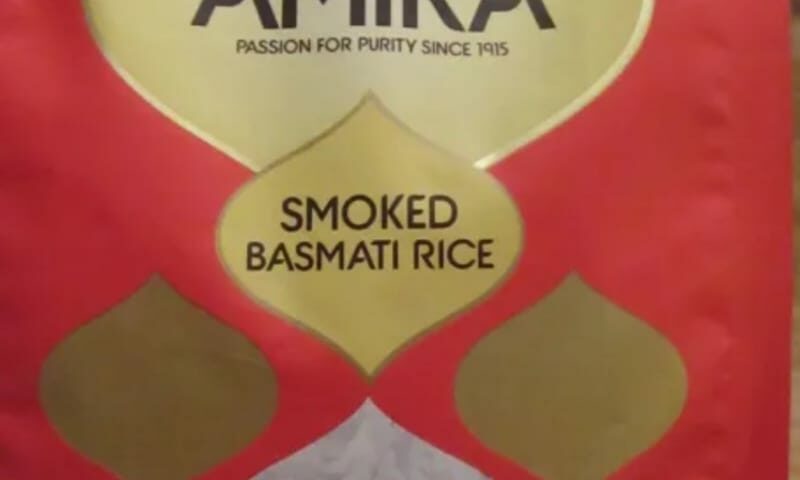 AMIRA
PASSION FOR PURITY SINCE 1915
SMOKED
BASMATI RICE